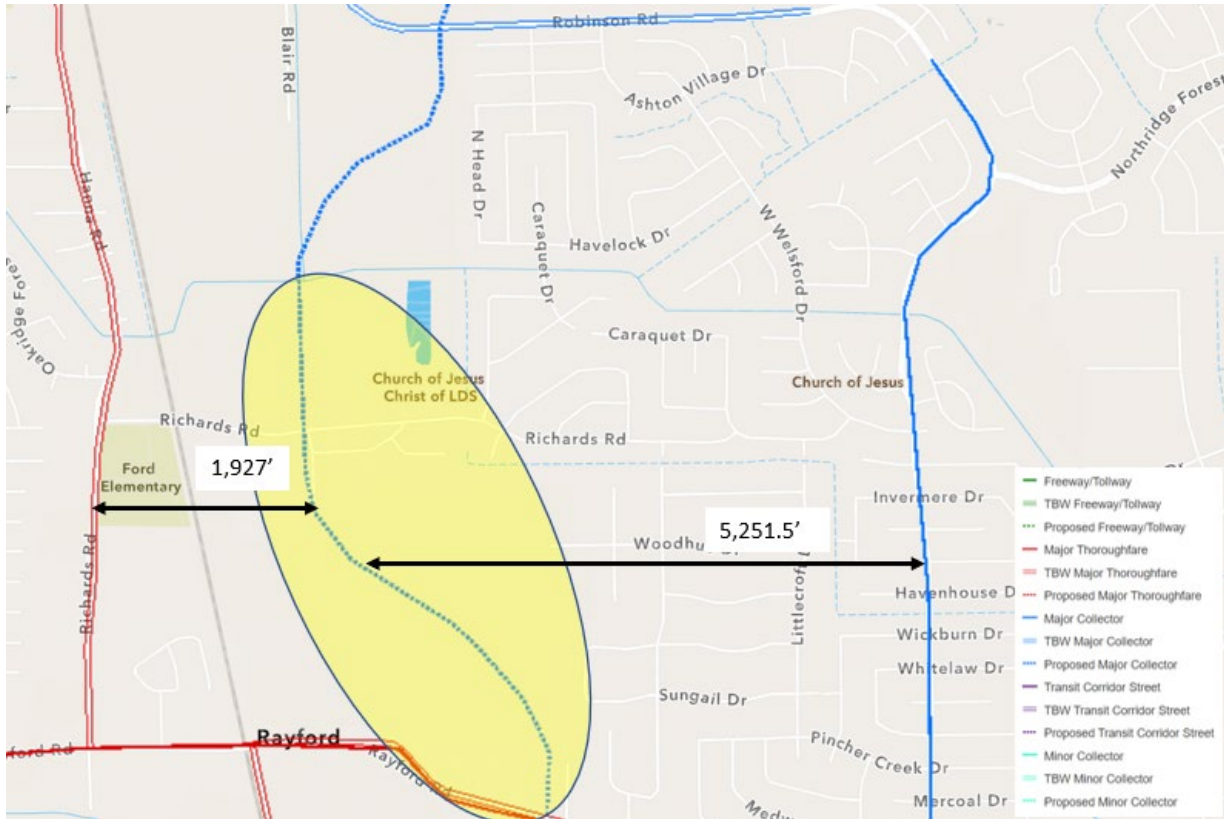 Robinson Rd
Blair Rd
Ashton Village Dr
Northridge Fores
Hanna Rd
N Head Dr
Caraquet Dr
Havelock Dr
W Welsford Dr
Oakridge Fores
Caraquet Dr
Church of Jesus
Christ of LDS
Church of Jesus
Richards Rd
Richards Rd
1,927’
Ford
Elementary
Invermere Dr
5,251.5’
Richards Rd
Havenhouse D
Wickburn Dr
Whitelaw Dr
Sungail Dr
Rayford
ford Rd
Rayford Rd
Pincher Creek Dr
Mercoal Dr
Freeway/Tollway
TBW Freeway/Tollway
Proposed Freeway/Tollway
Major Thoroughfare
TBW Major Thoroughfare
Proposed Major Thoroughfare
Major Collector
TBW Major Collector
Proposed Major Collector
Transit Corridor Street
TBW Transit Corridor Street
Proposed Transit Corridor Street
Minor Collector
TBW Minor Collector
Proposed Minor Collector